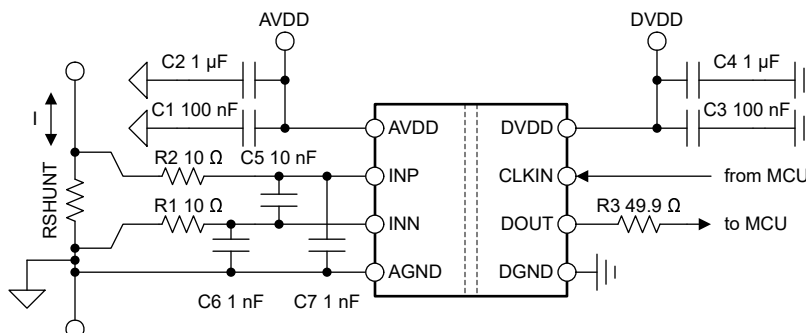 AVDD
DVDD
C2 1 µF
C4 1 µF
C1 100 nF
C3 100 nF
I
AVDD
DVDD
R2 10 Ω
C5 10 nF
INP
CLKIN
from MCU
RSHUNT
R1 10 Ω
INN
DOUT
R3 49.9 Ω
to MCU
AGND
DGND
C6 1 nF
C7 1 nF